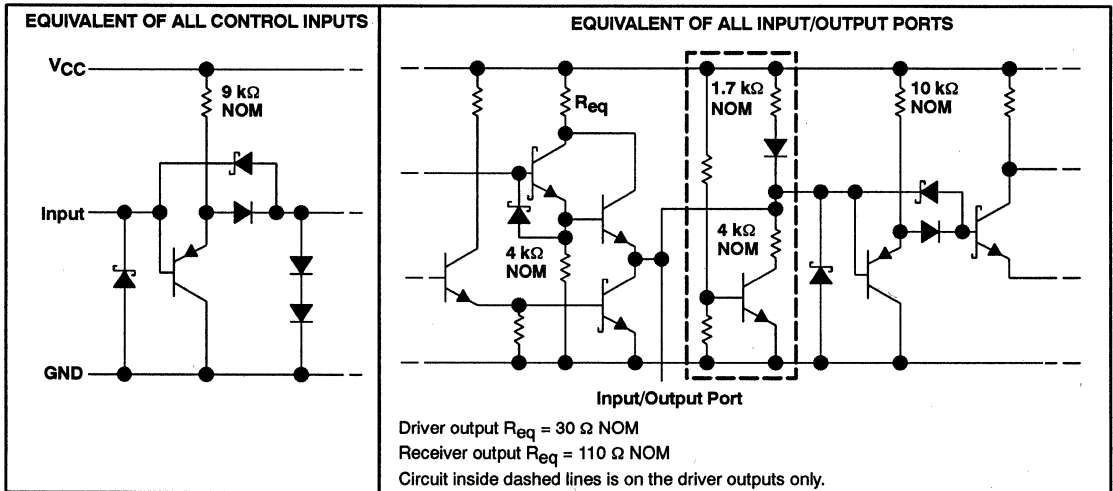 EQUIVALENT OF ALL CONTROL INPUTS
VCC
9 kΩ
NOM
Input
GND
EQUIVALENT OF ALL INPUT/OUTPUT PORTS
Req
4 kΩ
NOM
1.7 kΩ
NOM
4 kΩ
NOM
10 kΩ
NOM
Input/Output Port
Driver output Req = 30 Ω NOM
Receiver output Req = 110 Ω NOM
Circuit inside dashed lines is on the driver outputs only.